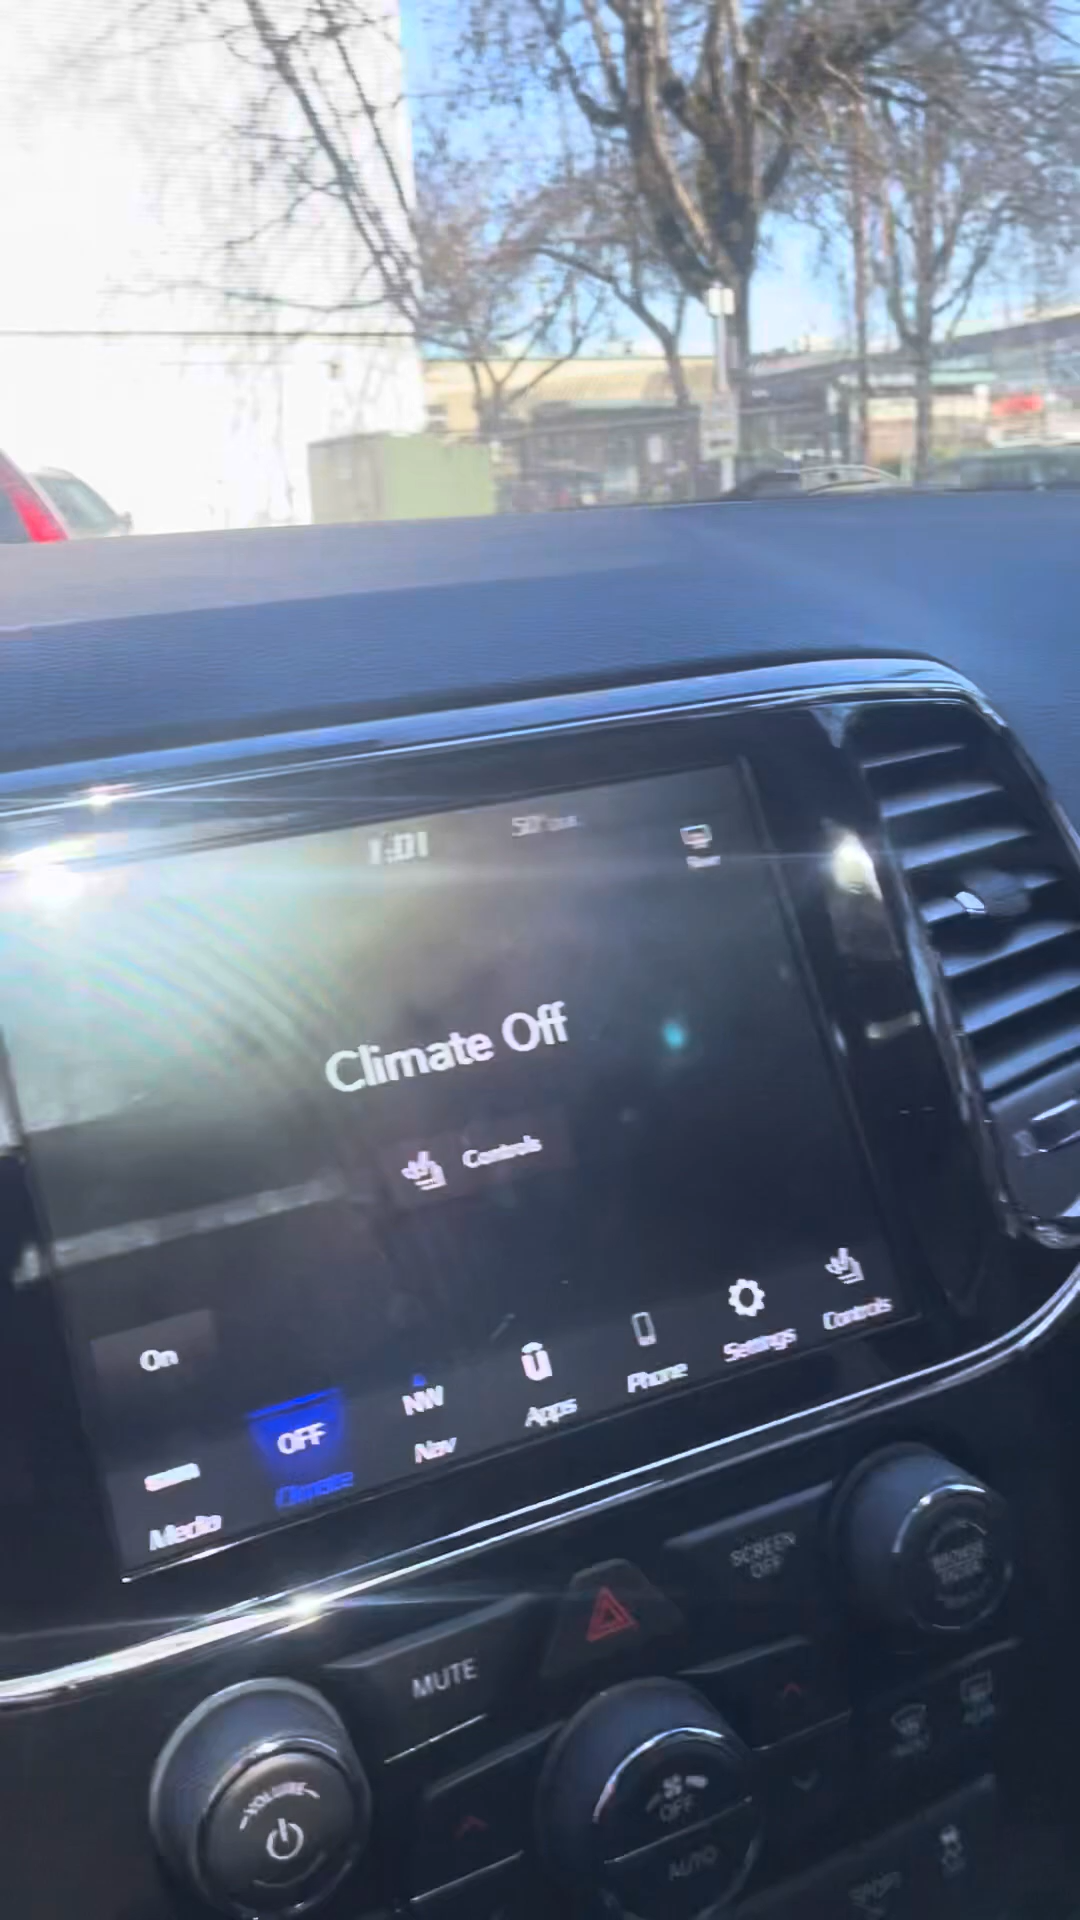 1:01
50°
Climate Off
Controls
On
OFF
Climate
Media
NW
Nav
Apps
Phone
Settings
Controls
SCREEN
OFF
MUTE
VOLUME
OFF
AUTO
SPORT